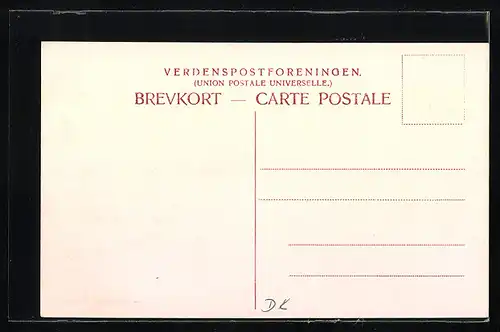 VERDENSPOSTFORENINGEN.
(UNION POSTALE UNIVERSELLE.)
BREVKORT — CARTE POSTALE
DK